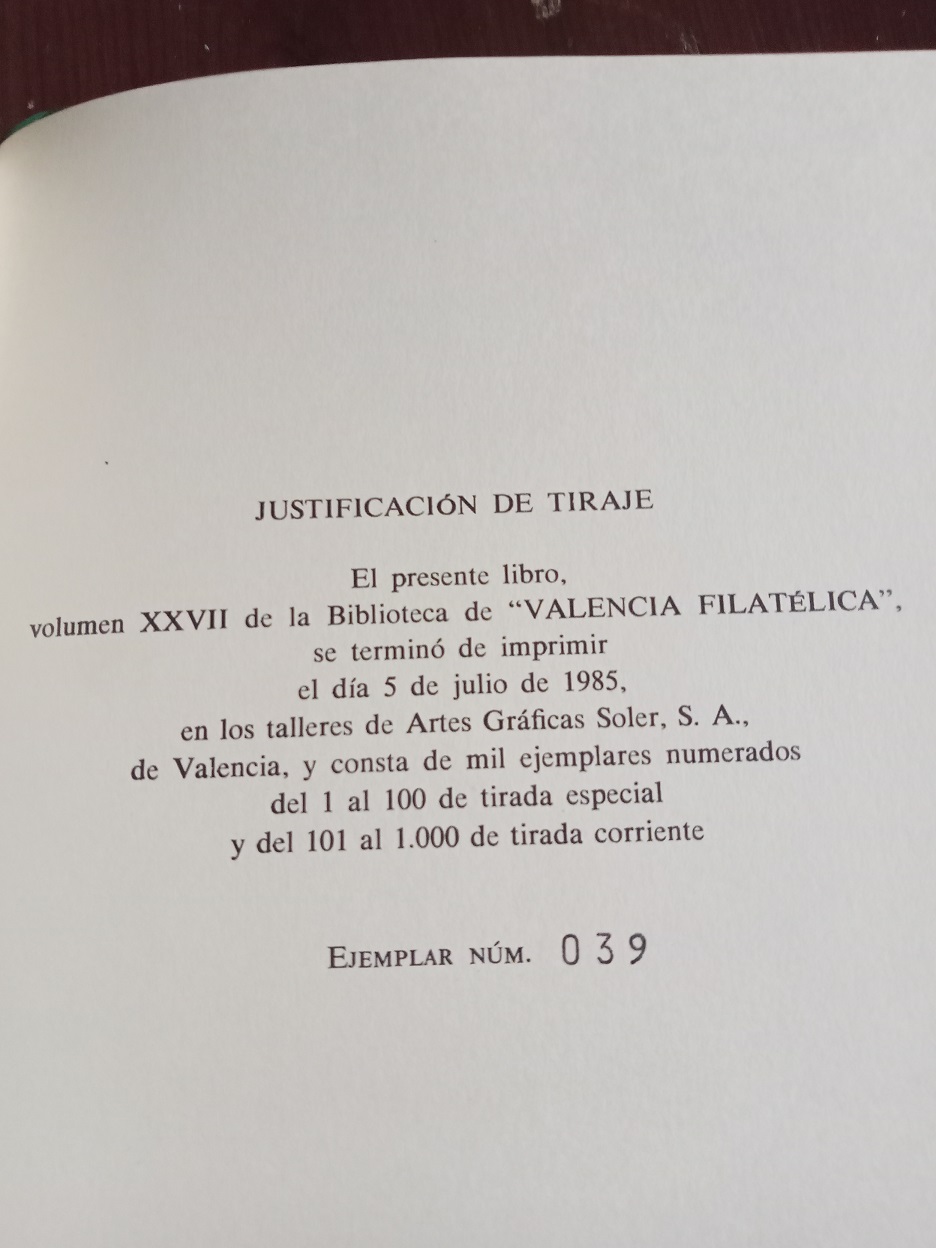 JUSTIFICACIÓN DE TIRAJE
El presente libro,
volumen XXVII de la Biblioteca de “VALENCIA FILATÉLICA”,
se terminó de imprimir
el día 5 de julio de 1985,
en los talleres de Artes Gráficas Soler, S. A.,
de Valencia, y consta de mil ejemplares numerados
del 1 al 100 de tirada especial
y del 101 al 1.000 de tirada corriente
EJEMPLAR NÚM. 039